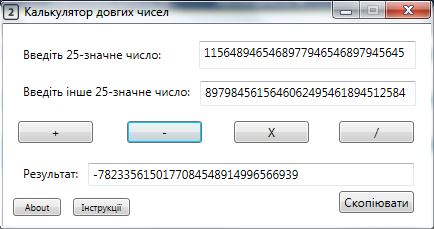 2 Калькулятор довгих чисел
Введіть 25-значне число: 1156489465468977946546897945645
Введіть інше 25-значне число: 8979845615646062495461894512584
+ - X /
Результат: -7823356150177084548914996566939
About Інструкції Скопіювати